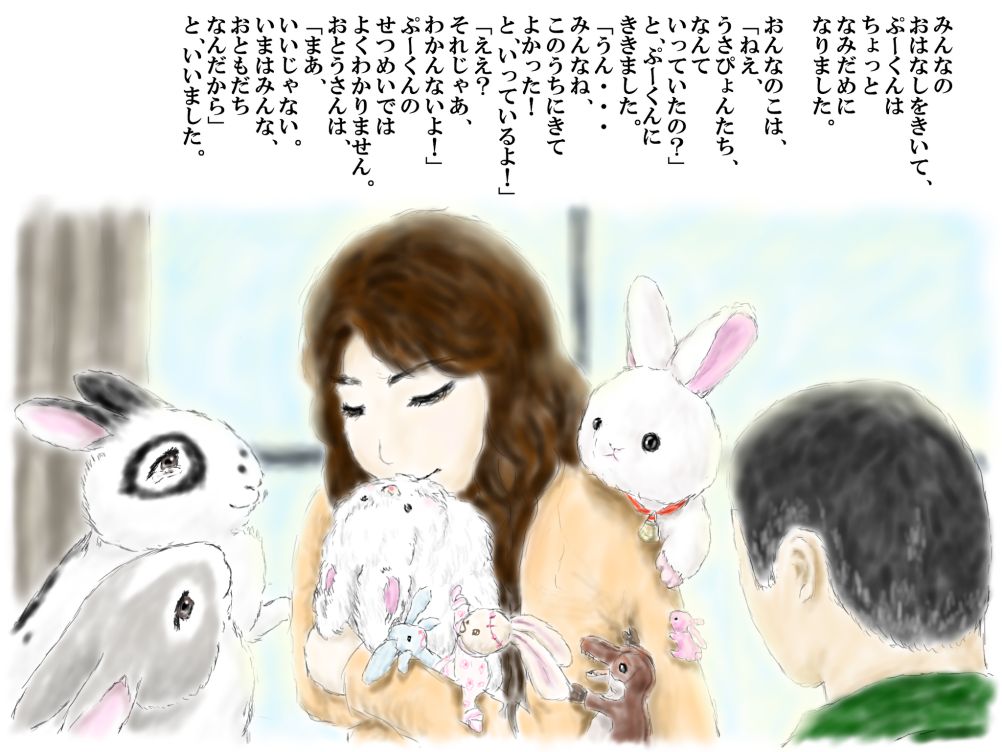 みんなの
おはなしをきいて、
ぷーくんは
ちょっと
なみだめに
なりました。
おんなのこは、
「ねえ、
うさぴょんたち、
なんて
いっていたの？」
と、ぷーくんに
ききました。
「うん・・・
みんなね、
このうちにきて
よかった！
と、いっているよ！」
「ええ？
それじゃあ、
わかんないよ！」
ぷーくんの
せつめいでは
よくわかりません。
おとうさんは、
「まあ、
いいじゃない。
いまはみんな、
おともだち
なんだから」
と、いいました。